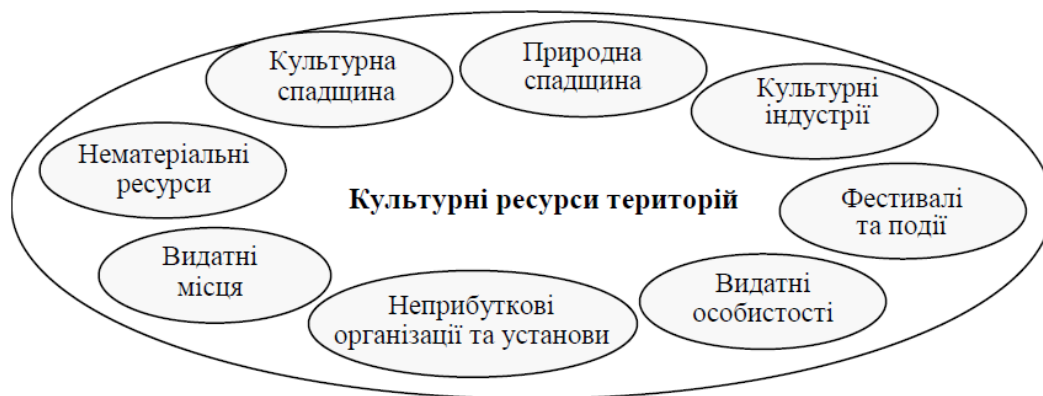 Культурна
спадщина
Природна
спадщина
Культурні
індустрії
Нематеріальні
ресурси
Культурні ресурси територій
Фестивалі
та події
Видатні
місця
Неприбуткові
організації та установи
Видатні
особистості